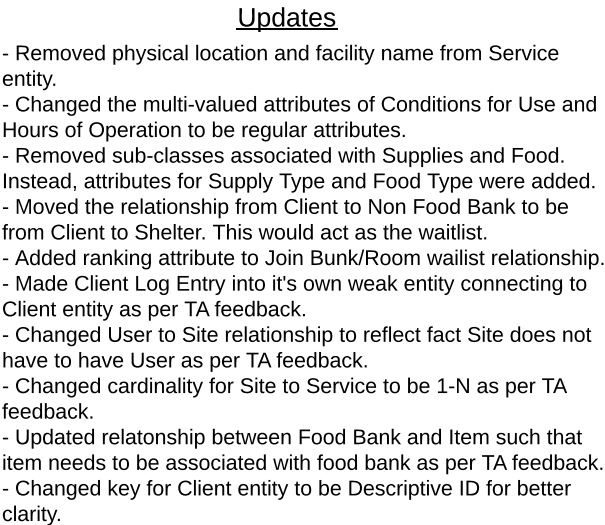 Updates
- Removed physical location and facility name from Service
entity.
- Changed the multi-valued attributes of Conditions for Use and
Hours of Operation to be regular attributes.
- Removed sub-classes associated with Supplies and Food.
Instead, attributes for Supply Type and Food Type were added.
- Moved the relationship from Client to Non Food Bank to be
from Client to Shelter. This would act as the waitlist.
- Added ranking attribute to Join Bunk/Room wailist relationship.
- Made Client Log Entry into it's own weak entity connecting to
Client entity as per TA feedback.
- Changed User to Site relationship to reflect fact Site does not
have to have User as per TA feedback.
- Changed cardinality for Site to Service to be 1-N as per TA
feedback.
- Updated relatonship between Food Bank and Item such that
item needs to be associated with food bank as per TA feedback.
- Changed key for Client entity to be Descriptive ID for better
clarity.